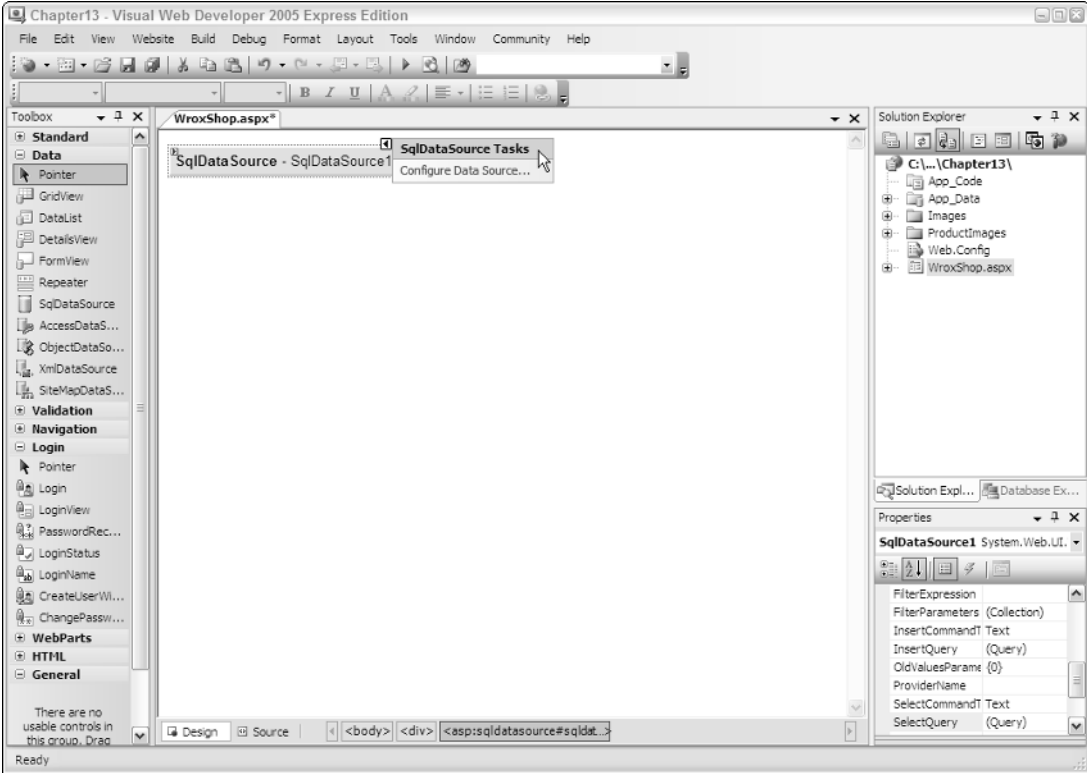 Chapter13 - Visual Web Developer 2005 Express Edition
File Edit View Website Build Debug Format Layout Tools Window Community Help
B I U A
Toolbox
Standard
Data
Pointer
GridView
DataList
DetailsView
FormView
Repeater
SqlDataSource
AccessDataS...
ObjectDataSo...
XmlDataSource
SiteMapDataS...
Validation
Navigation
Login
Pointer
Login
LoginView
PasswordRec...
LoginStatus
LoginName
CreateUserWi...
ChangePassw...
WebParts
HTML
General
There are no
usable controls in
this group. Drag
WroxShop.aspx*
SqlDataSource - SqlDataSource1
SqlDataSource Tasks
Configure Data Source...
Design Source <body> <div> <asp:sqldatasource#sqldat...>
Solution Explorer
C:\...\Chapter13\
App_Code
App_Data
Images
ProductImages
Web.Config
WroxShop.aspx
Solution Expl... Database Ex...
Properties
SqlDataSource1 System.Web.UI.
FilterExpression
FilterParameters (Collection)
InsertCommandT Text
InsertQuery (Query)
OldValuesParame {0}
ProviderName
SelectCommandT Text
SelectQuery (Query)
Ready